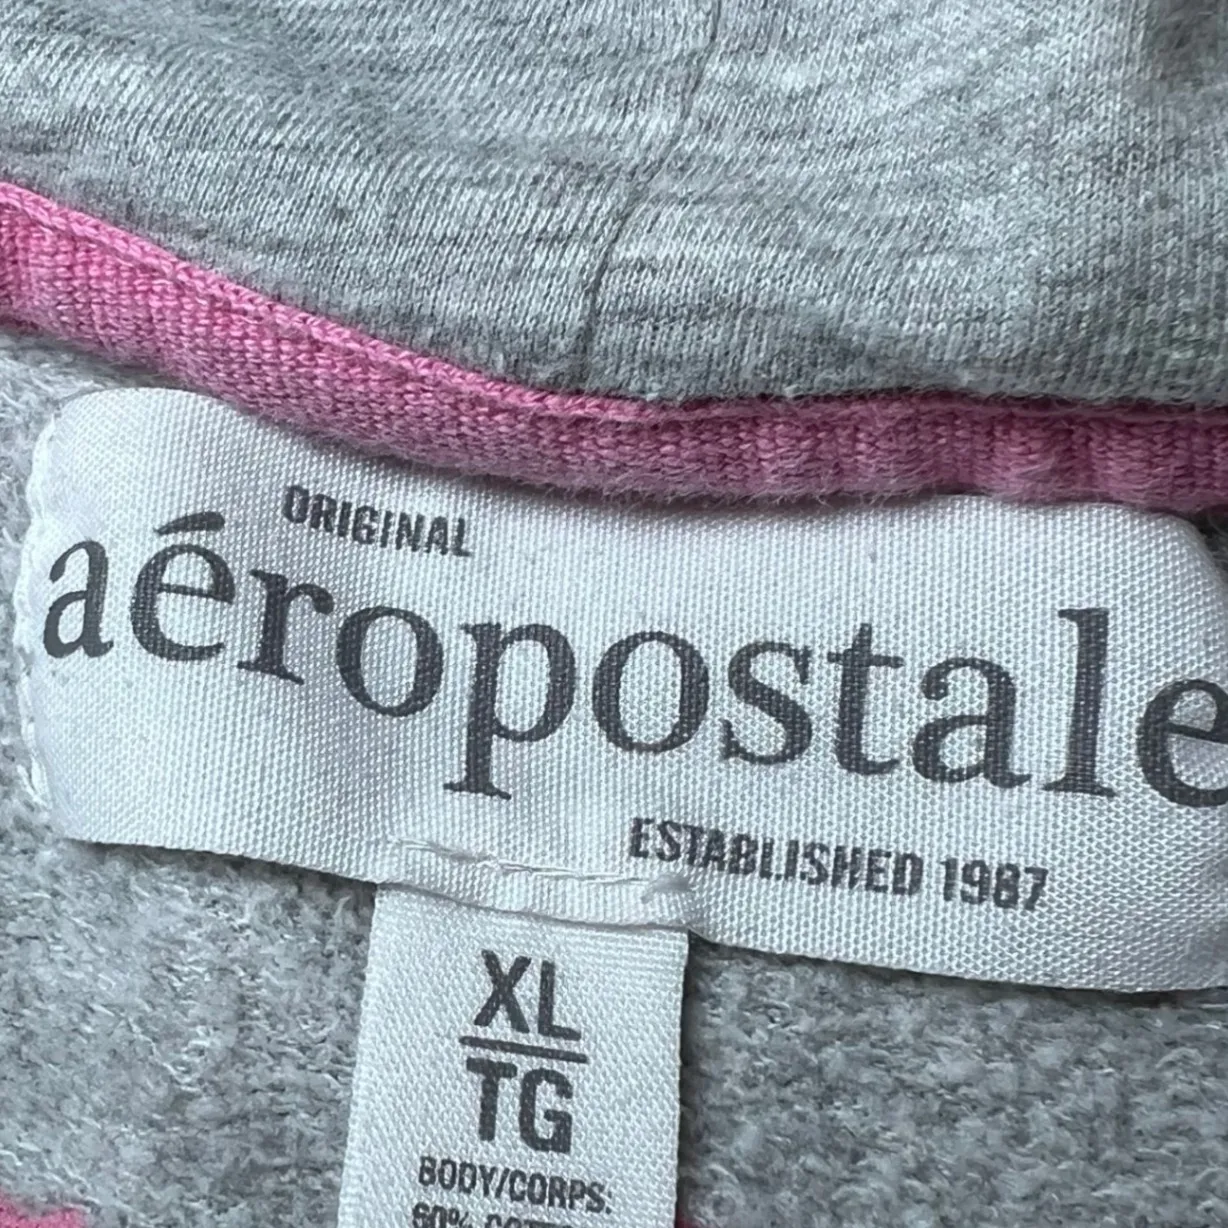 ORIGINAL
aéropostale
ESTABLISHED 1987
XL
TG
BODY/CORPS: